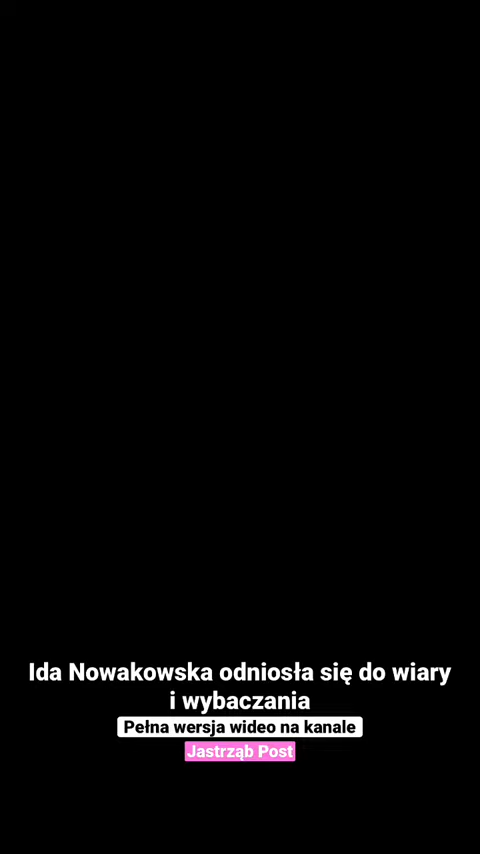 Ida Nowakowska odniosła się do wiary
i wybaczania
Pełna wersja wideo na kanale
Jastrząb Post